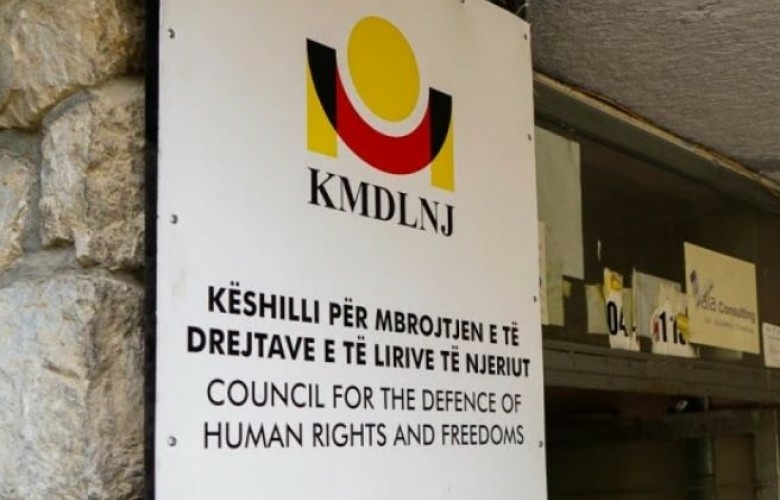 KMDLNJ
KËSHILLI PËR MBROJTJEN E TË
DREJTAVE E TË LIRIVE TË NJERIUT
COUNCIL FOR THE DEFENCE OF
HUMAN RIGHTS AND FREEDOMS
04
Consulting